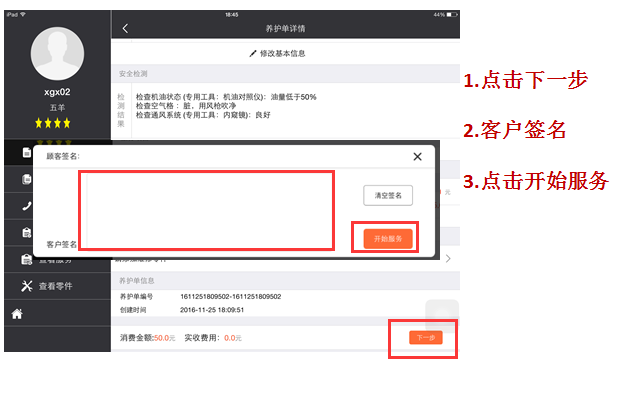 iPad
18:45
44%
养护单详情
修改基本信息
xgx02
五羊
安全检测
检测结果
检查机油状态 (专用工具：机油对照仪)：油量低于50%
检查空气格 ：脏，用风枪吹净
检查通风系统 (专用工具：内窥镜)：良好
顾客签名:
清空签名
元
客户签名
开始服务
查看服务
查看零件
养护单信息
养护单编号 1611251809502-1611251809502
创建时间 2016-11-25 18:09:51
消费金额:50.0元 实收费用： 0.0元
下一步
1.点击下一步
2.客户签名
3.点击开始服务